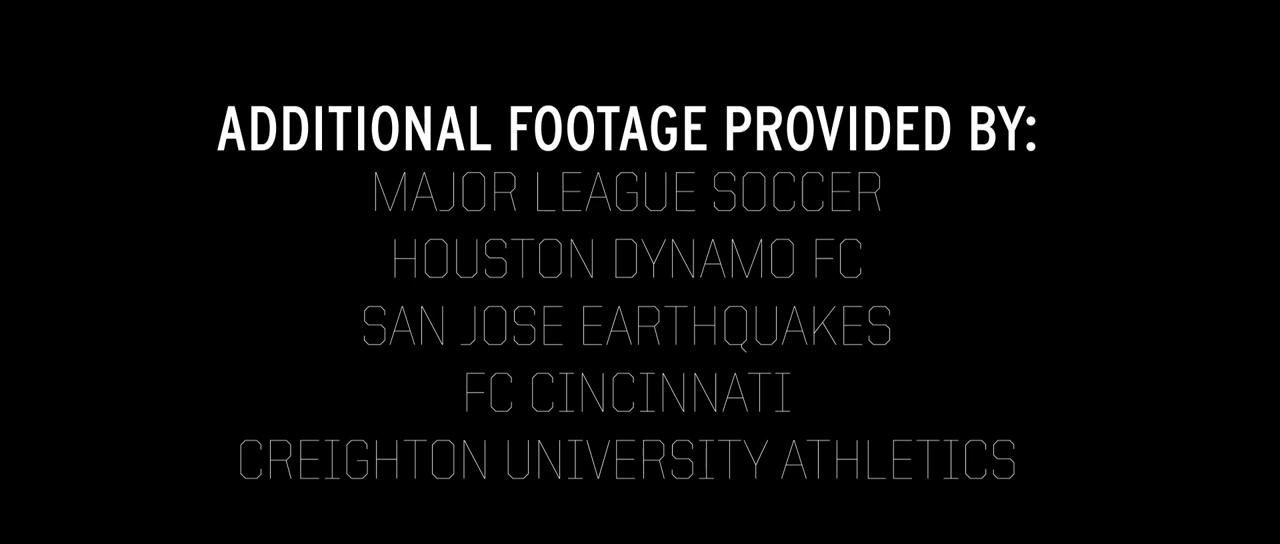 ADDITIONAL FOOTAGE PROVIDED BY:
MAJOR LEAGUE SOCCER
HOUSTON DYNAMO FC
SAN JOSE EARTHQUAKES
FC CINCINNATI
CREIGHTON UNIVERSITY ATHLETICS